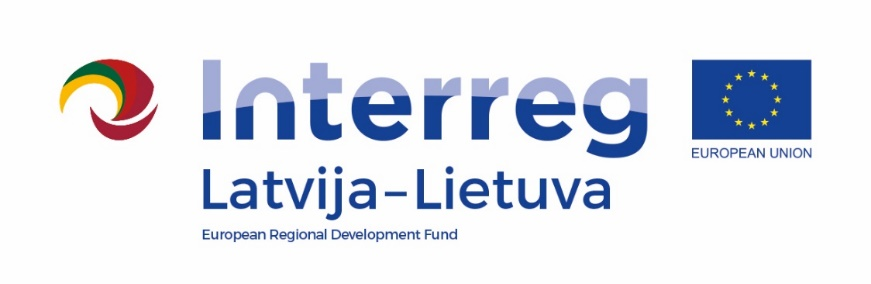 Interreg
EUROPEAN UNION
Latvija–Lietuva
European Regional Development Fund